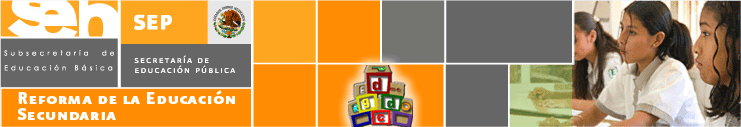 seb
SEP
Subsecretaría de
Educación Básica
SECRETARÍA DE
EDUCACIÓN PÚBLICA
REFORMA DE LA EDUCACIÓN
SECUNDARIA
d
g d
e